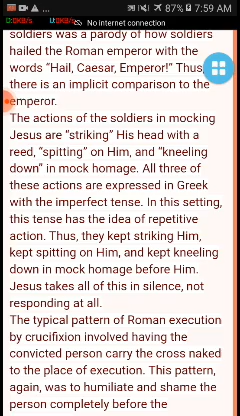 87% 7:59 AM
0:0KB/s U:0KB/s No internet connection
soldiers was a parody of how soldiers
hailed the Roman emperor with the
words “Hail, Caesar, Emperor!” Thus,
there is an implicit comparison to the
emperor.
The actions of the soldiers in mocking
Jesus are “striking” His head with a
reed, “spitting” on Him, and “kneeling
down” in mock homage. All three of
these actions are expressed in Greek
with the imperfect tense. In this setting,
this tense has the idea of repetitive
action. Thus, they kept striking Him,
kept spitting on Him, and kept kneeling
down in mock homage before Him.
Jesus takes all of this in silence, not
responding at all.
The typical pattern of Roman execution
by crucifixion involved having the
convicted person carry the cross naked
to the place of execution. This pattern,
again, was to humiliate and shame the
person completely before the